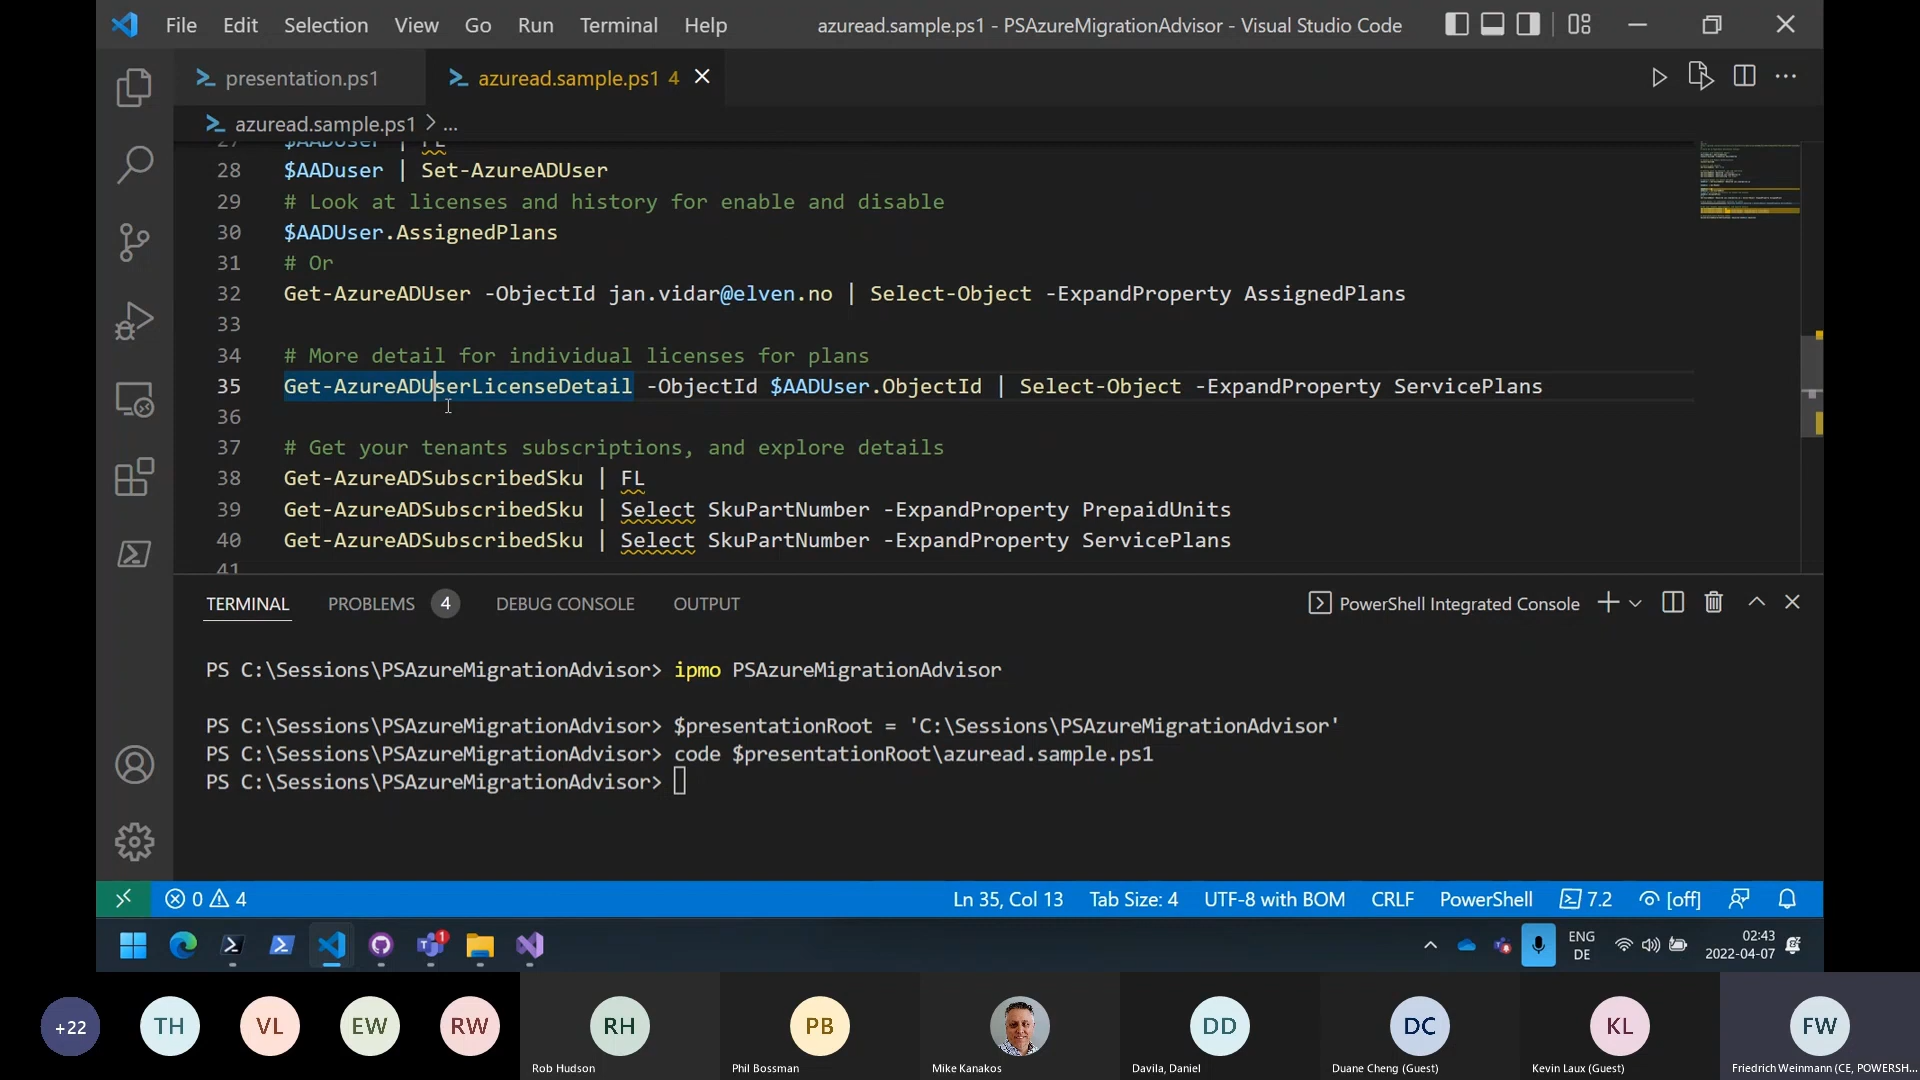 File Edit Selection View Go Run Terminal Help azuread.sample.ps1 - PSAzureMigrationAdvisor - Visual Studio Code
presentation.ps1 azuread.sample.ps1 4
azuread.sample.ps1 > ...
27 $AADUser | FL
28 $AADuser | Set-AzureADUser
29 # Look at licenses and history for enable and disable
30 $AADUser.AssignedPlans
31 # Or
32 Get-AzureADUser -ObjectId jan.vidar@elven.no | Select-Object -ExpandProperty AssignedPlans
33
34 # More detail for individual licenses for plans
35 Get-AzureADUserLicenseDetail -ObjectId $AADUser.ObjectId | Select-Object -ExpandProperty ServicePlans
36
37 # Get your tenants subscriptions, and explore details
38 Get-AzureADSubscribedSku | FL
39 Get-AzureADSubscribedSku | Select SkuPartNumber -ExpandProperty PrepaidUnits
40 Get-AzureADSubscribedSku | Select SkuPartNumber -ExpandProperty ServicePlans
41
TERMINAL PROBLEMS 4 DEBUG CONSOLE OUTPUT PowerShell Integrated Console
PS C:\Sessions\PSAzureMigrationAdvisor> ipmo PSAzureMigrationAdvisor
PS C:\Sessions\PSAzureMigrationAdvisor> $presentationRoot = 'C:\Sessions\PSAzureMigrationAdvisor'
PS C:\Sessions\PSAzureMigrationAdvisor> code $presentationRoot\azuread.sample.ps1
PS C:\Sessions\PSAzureMigrationAdvisor>
0 4 Ln 35, Col 13 Tab Size: 4 UTF-8 with BOM CRLF PowerShell 7.2 [off]
1 ENG 02:43
DE 2022-04-07
+22 TH VL EW RW RH PB DD DC KL FW
Rob Hudson Phil Bossman Mike Kanakos Davila, Daniel Duane Cheng (Guest) Kevin Laux (Guest) Friedrich Weinmann (CE, POWERSH...